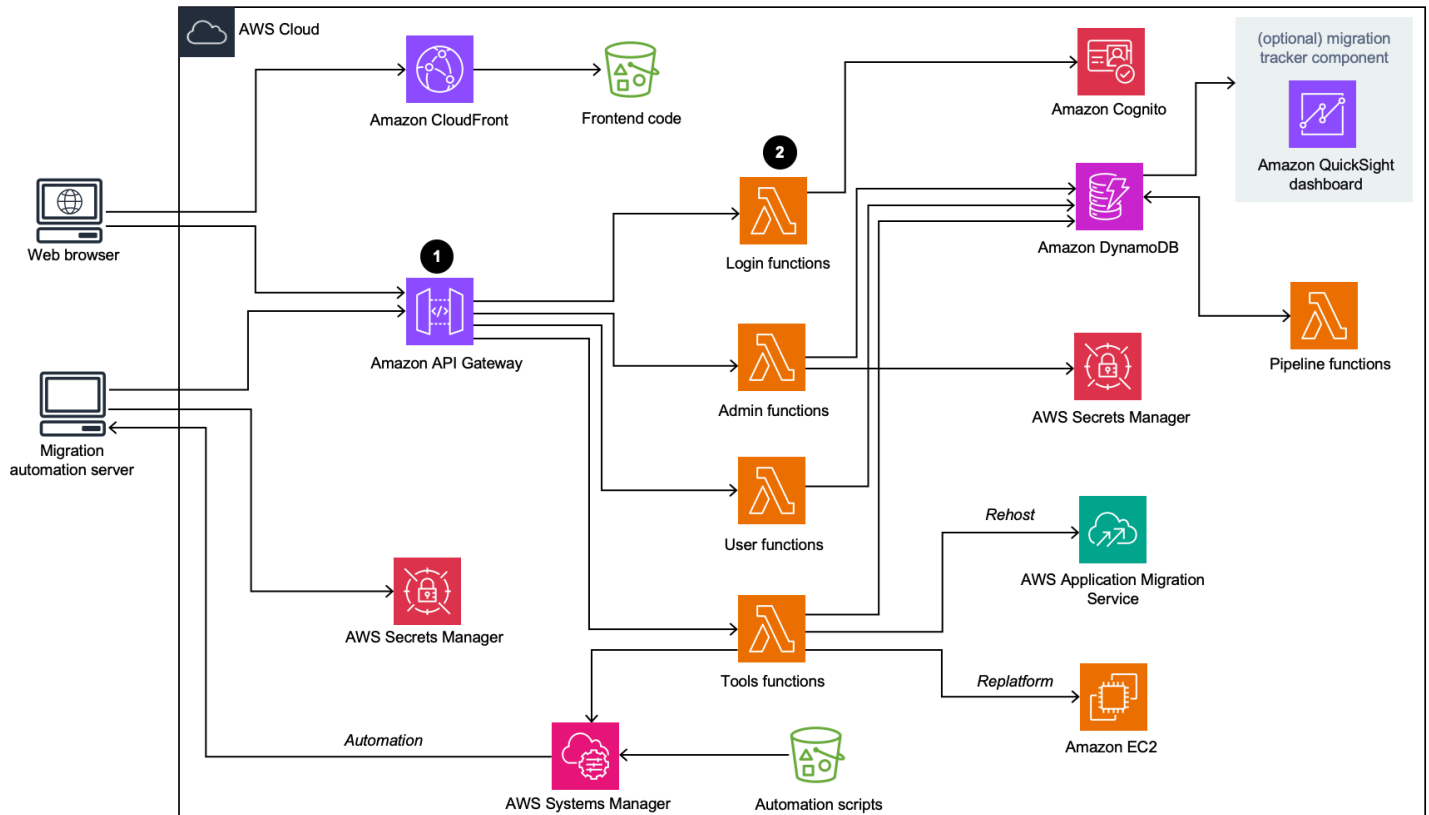 AWS Cloud
(optional) migration
tracker component
Amazon CloudFront
Frontend code
Amazon Cognito
2
Amazon QuickSight
dashboard
Web browser
Login functions
Amazon DynamoDB
1
Amazon API Gateway
Pipeline functions
Admin functions
AWS Secrets Manager
Migration
automation server
Rehost
User functions
AWS Application Migration
Service
AWS Secrets Manager
Tools functions
Replatform
Automation
Amazon EC2
AWS Systems Manager
Automation scripts